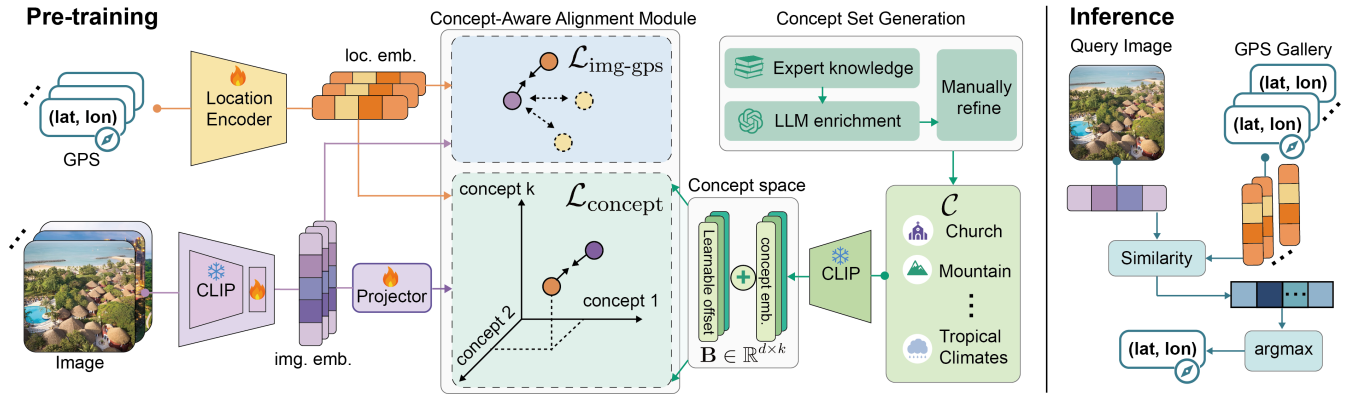 Pre-training
Concept-Aware Alignment Module
Concept Set Generation
Inference
(lat, lon)
GPS
Location
Encoder
loc. emb.
ℒimg-gps
Expert knowledge
LLM enrichment
Manually
refine
Image
CLIP
img. emb.
Projector
concept k
ℒconcept
concept 1
concept 2
Concept space
Learnable offset
+
concept emb.
B ∈ ℝ^{d×k}
CLIP
𝒞
Church
Mountain
Tropical
Climates
Query Image
GPS Gallery
(lat, lon)
(lat, lon)
Similarity
argmax
(lat, lon)